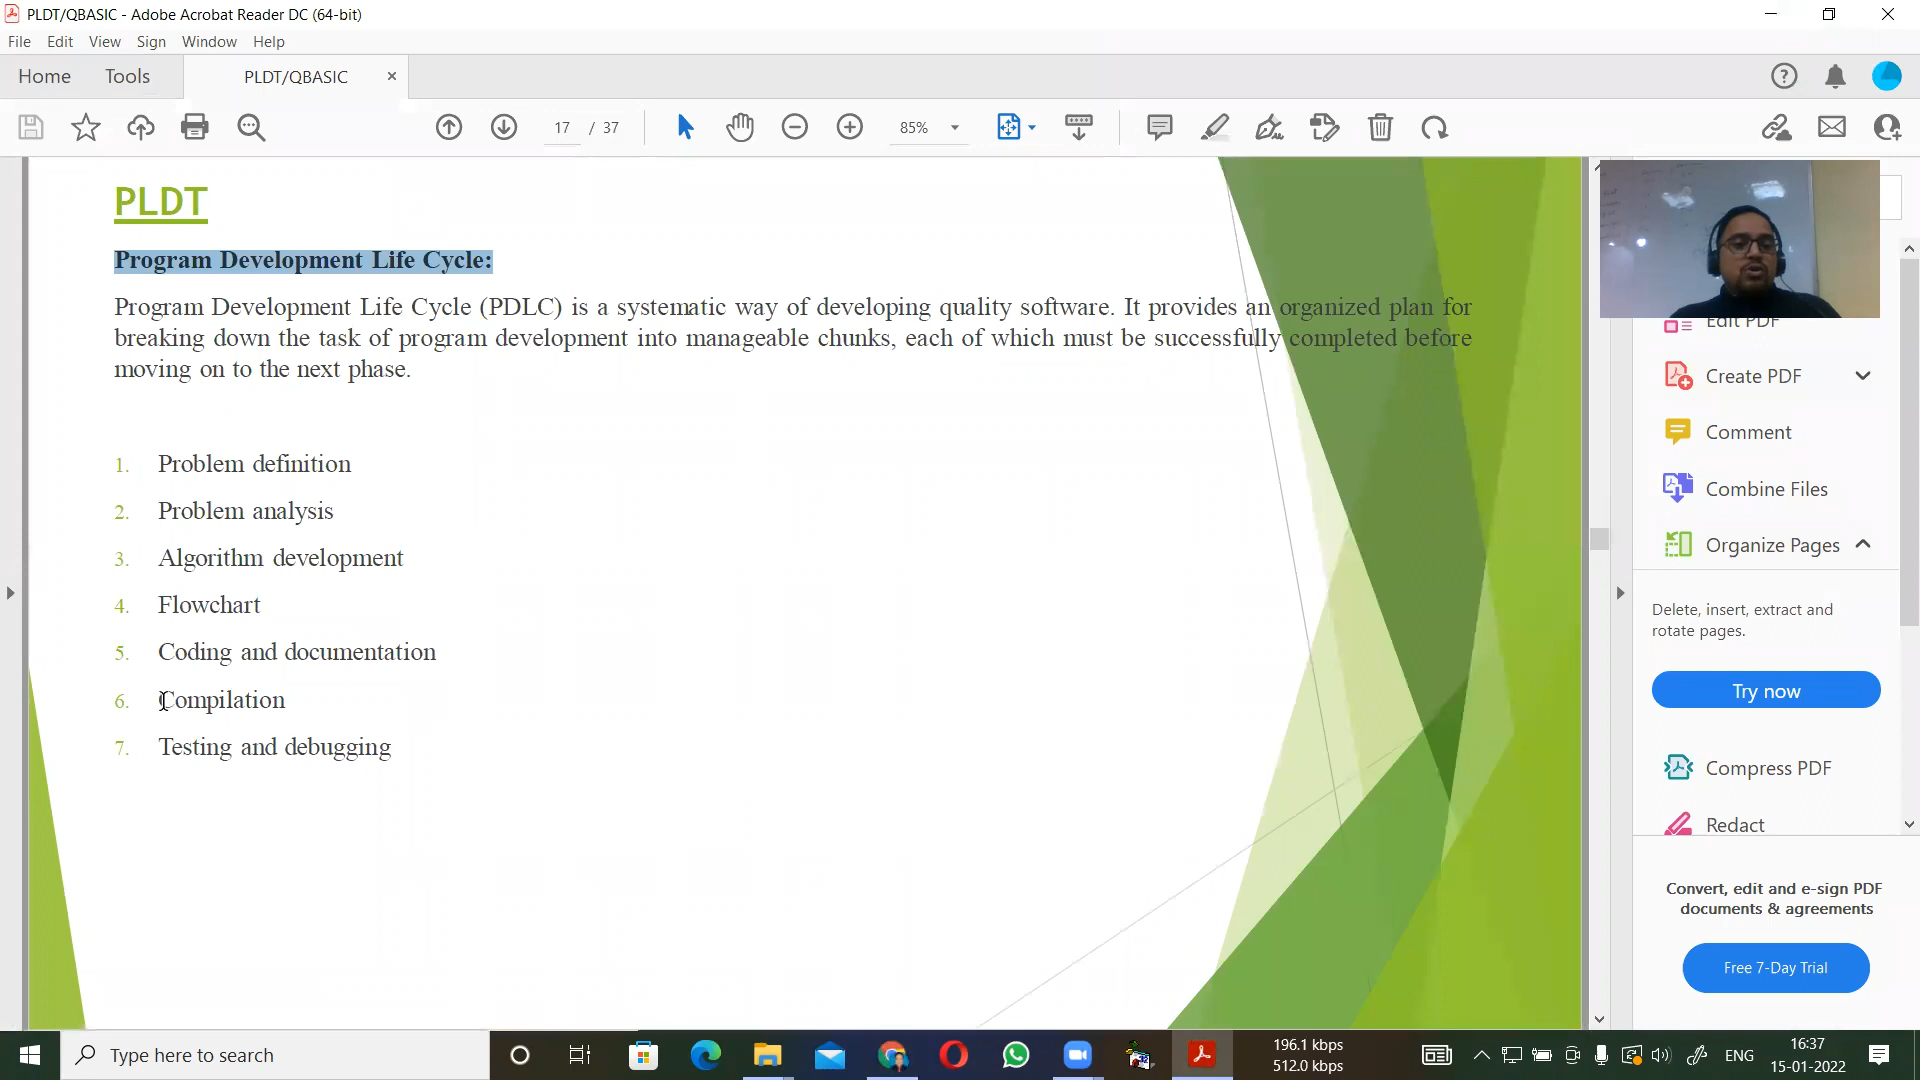 PLDT/QBASIC - Adobe Acrobat Reader DC (64-bit)
File Edit View Sign Window Help
Home Tools PLDT/QBASIC
17 / 37 85%
PLDT
Program Development Life Cycle:
Program Development Life Cycle (PDLC) is a systematic way of developing quality software. It provides an organized plan for
breaking down the task of program development into manageable chunks, each of which must be successfully completed before
moving on to the next phase.
1. Problem definition
2. Problem analysis
3. Algorithm development
4. Flowchart
5. Coding and documentation
6. Compilation
7. Testing and debugging
Edit PDF
Create PDF
Comment
Combine Files
Organize Pages
Delete, insert, extract and
rotate pages.
Try now
Compress PDF
Redact
Convert, edit and e-sign PDF
documents & agreements
Free 7-Day Trial
Type here to search
196.1 kbps
512.0 kbps
ENG
16:37
15-01-2022